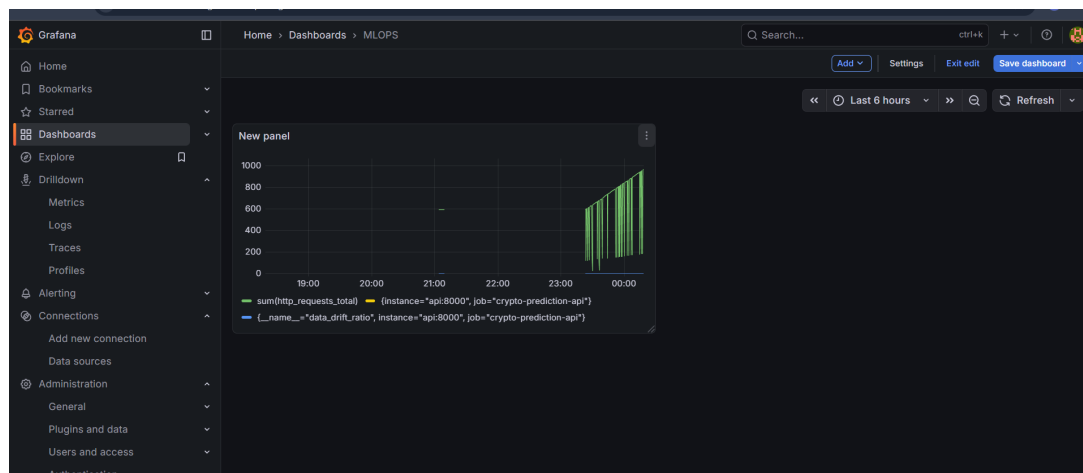 Grafana
Home › Dashboards › MLOPS
Search...
ctrl+k
Home
Add
Settings
Exit edit
Save dashboard
Bookmarks
Starred
Last 6 hours
Refresh
Dashboards
New panel
Explore
Drilldown
Metrics
Logs
Traces
Profiles
Alerting
Connections
Add new connection
Data sources
Administration
General
Plugins and data
Users and access
Authentication
1000
800
600
400
200
0
19:00 20:00 21:00 22:00 23:00 00:00
sum(http_requests_total) {instance="api:8000", job="crypto-prediction-api"}
{__name__="data_drift_ratio", instance="api:8000", job="crypto-prediction-api"}